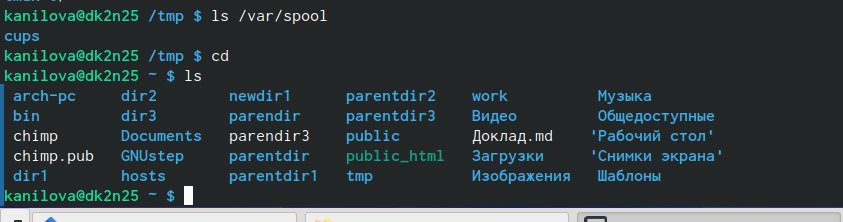 kanilova@dk2n25 /tmp $ ls /var/spool
cups
kanilova@dk2n25 /tmp $ cd
kanilova@dk2n25 ~ $ ls
arch-pc dir2 newdir1 parentdir2 work Музыка
bin dir3 parendir parentdir3 Видео Общедоступные
chimp Documents parendir3 public Доклад.md 'Рабочий стол'
chimp.pub GNUstep parentdir public_html Загрузки 'Снимки экрана'
dir1 hosts parentdir1 tmp Изображения Шаблоны
kanilova@dk2n25 ~ $